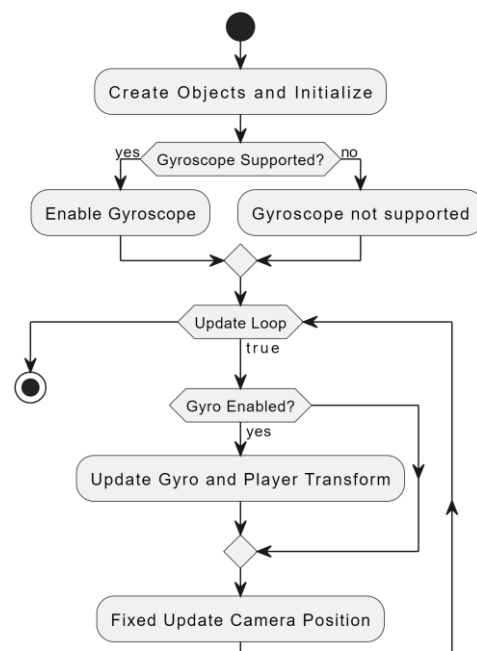 Create Objects and Initialize
yes
Gyroscope Supported?
no
Enable Gyroscope
Gyroscope not supported
Update Loop
true
Gyro Enabled?
yes
Update Gyro and Player Transform
Fixed Update Camera Position